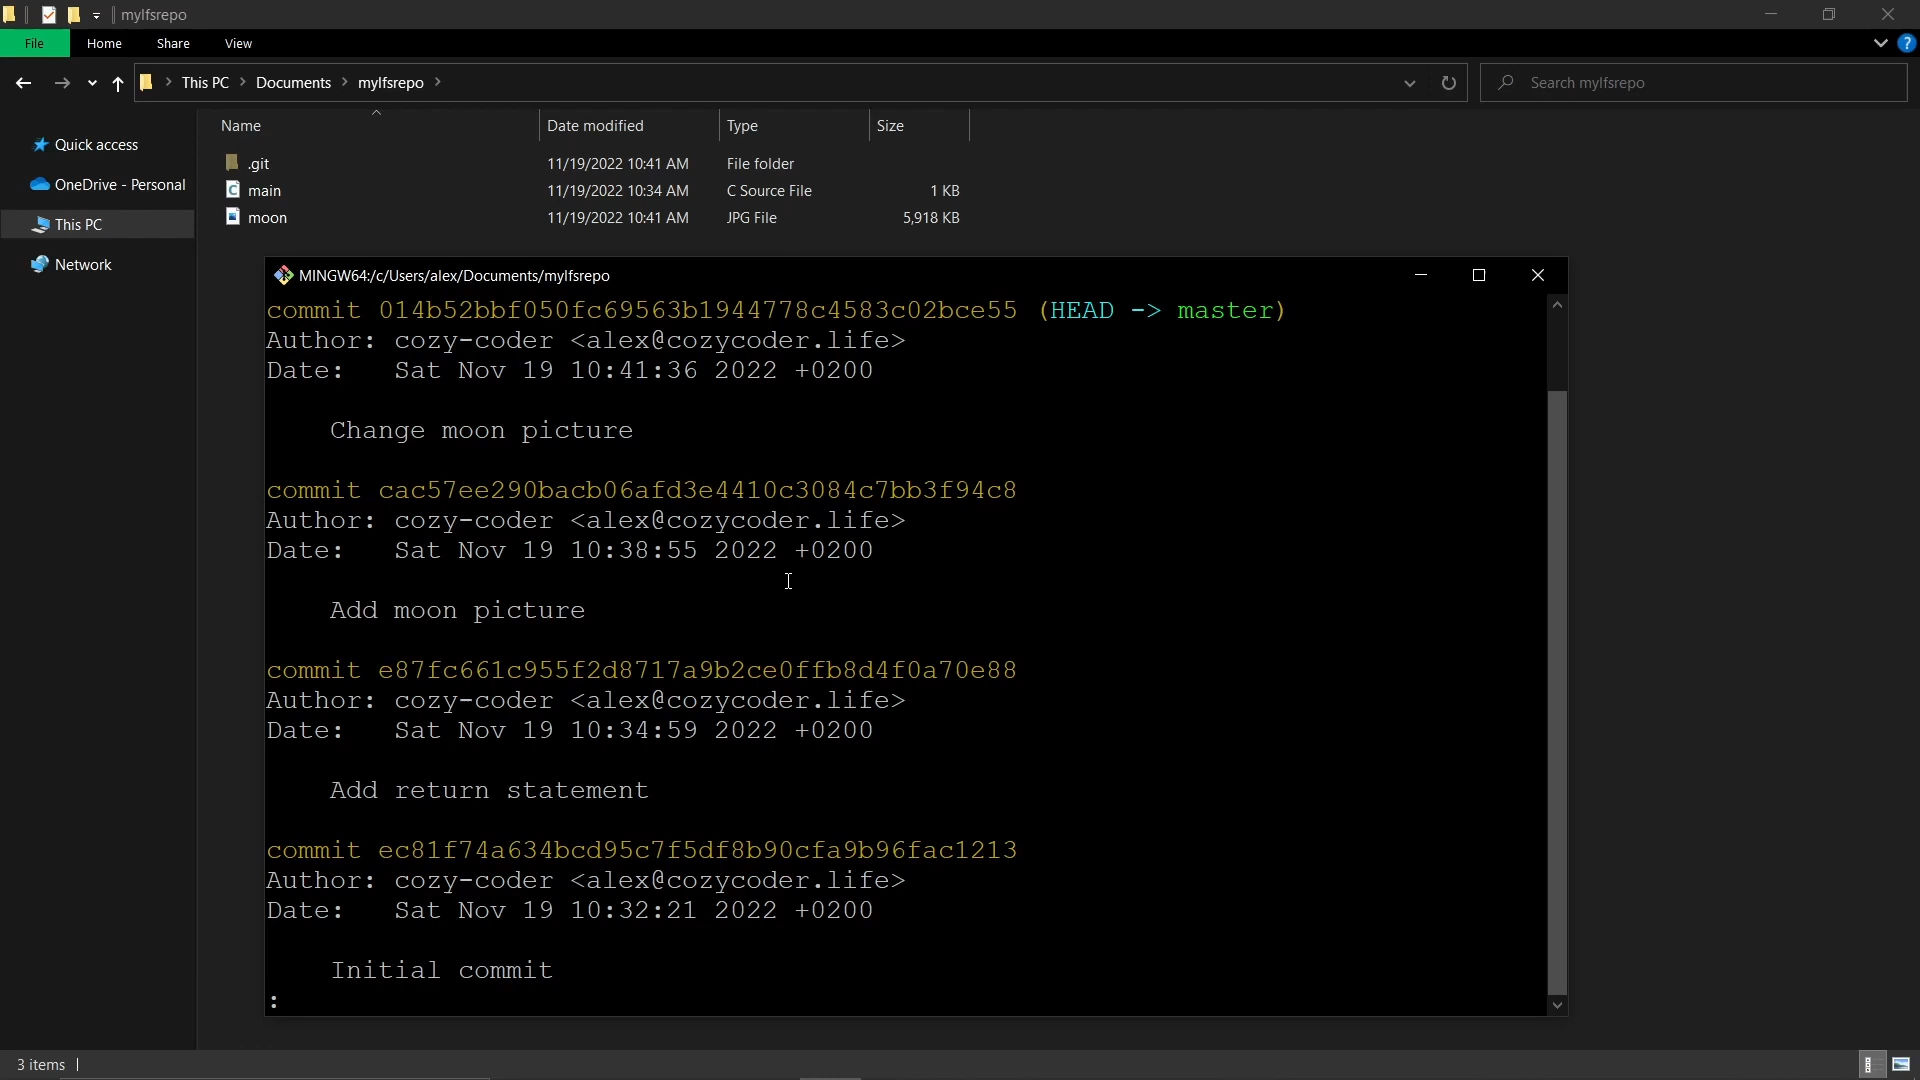 mylfsrepo
File Home Share View
This PC Documents mylfsrepo
Search mylfsrepo
Name Date modified Type Size
Quick access
OneDrive - Personal
This PC
Network
.git 11/19/2022 10:41 AM File folder
main 11/19/2022 10:34 AM C Source File 1 KB
moon 11/19/2022 10:41 AM JPG File 5,918 KB
MINGW64:/c/Users/alex/Documents/mylfsrepo
commit 014b52bbf050fc69563b1944778c4583c02bce55 (HEAD -> master)
Author: cozy-coder <alex@cozycoder.life>
Date:   Sat Nov 19 10:41:36 2022 +0200
Change moon picture
commit cac57ee290bacb06afd3e4410c3084c7bb3f94c8
Author: cozy-coder <alex@cozycoder.life>
Date:   Sat Nov 19 10:38:55 2022 +0200
Add moon picture
commit e87fc661c955f2d8717a9b2ce0ffb8d4f0a70e88
Author: cozy-coder <alex@cozycoder.life>
Date:   Sat Nov 19 10:34:59 2022 +0200
Add return statement
commit ec81f74a634bcd95c7f5df8b90cfa9b96fac1213
Author: cozy-coder <alex@cozycoder.life>
Date:   Sat Nov 19 10:32:21 2022 +0200
Initial commit
:
3 items